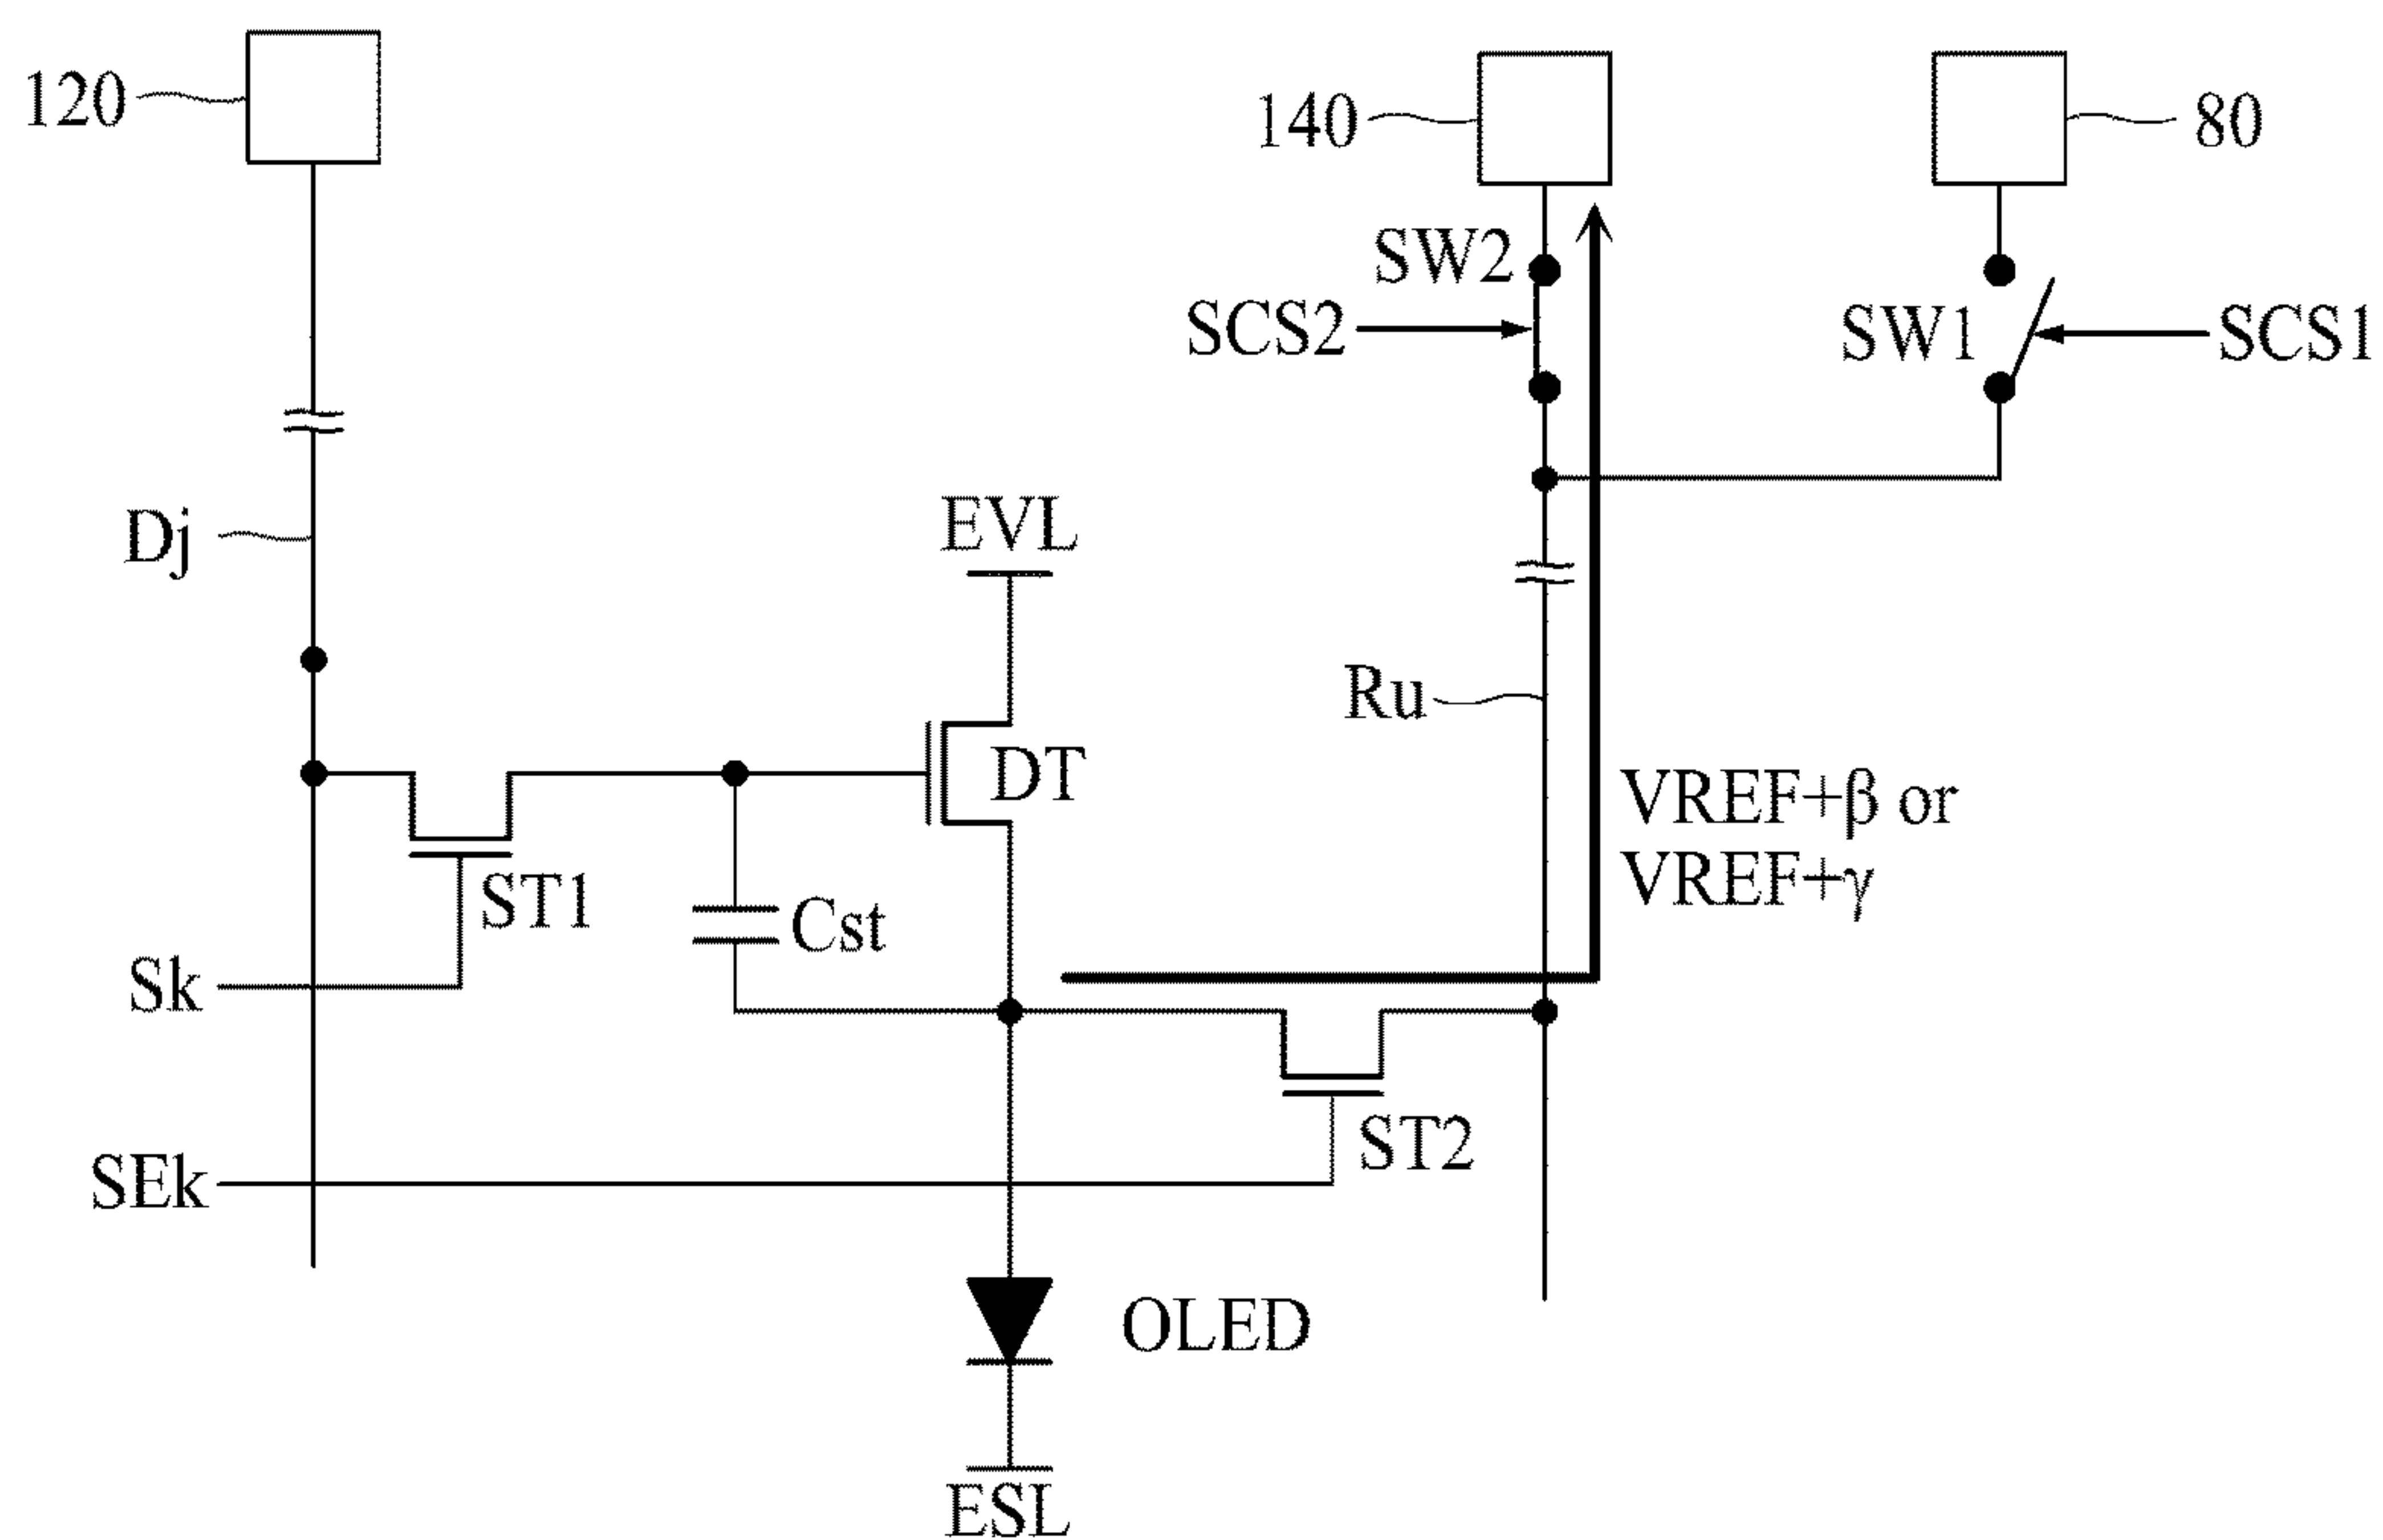 120
140
80
SW2
SCS2
SW1
SCS1
Dj
EVL
Ru
DT
VREF+β or
VREF+γ
ST1
Cst
Sk
ST2
SEk
OLED
ESL